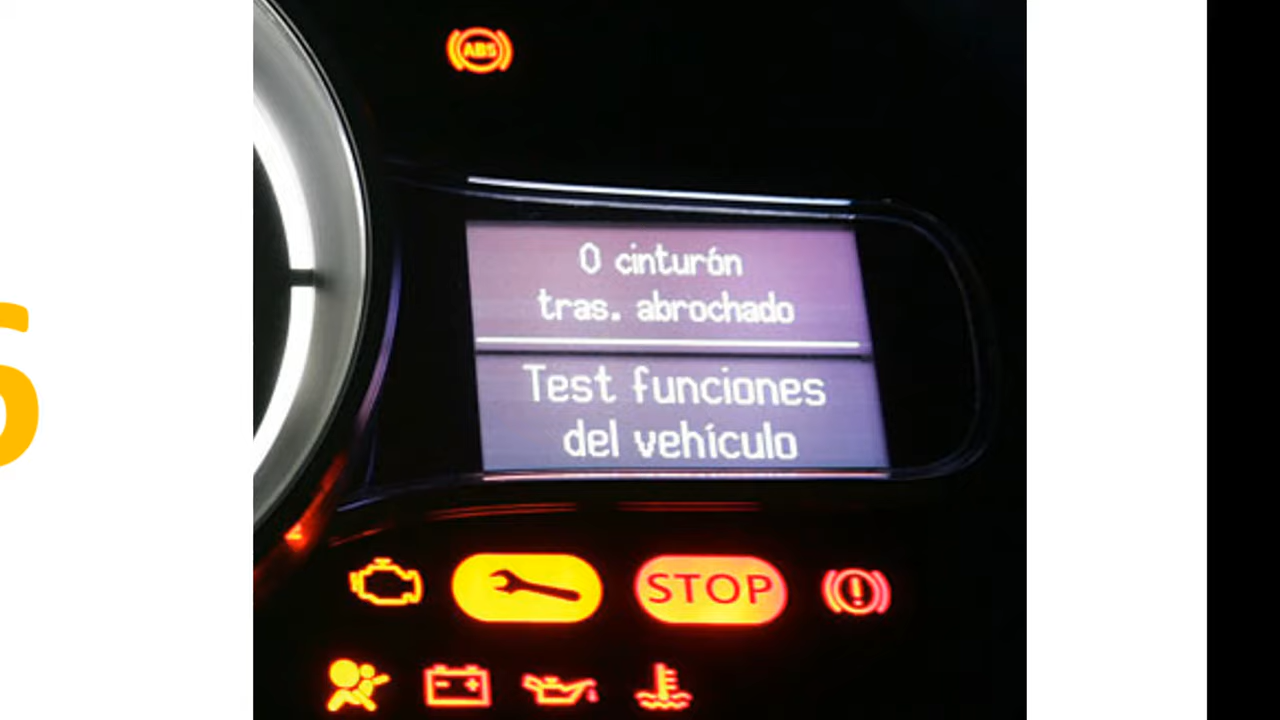 ABS
0 cinturón
tras. abrochado
Test funciones
del vehículo
STOP